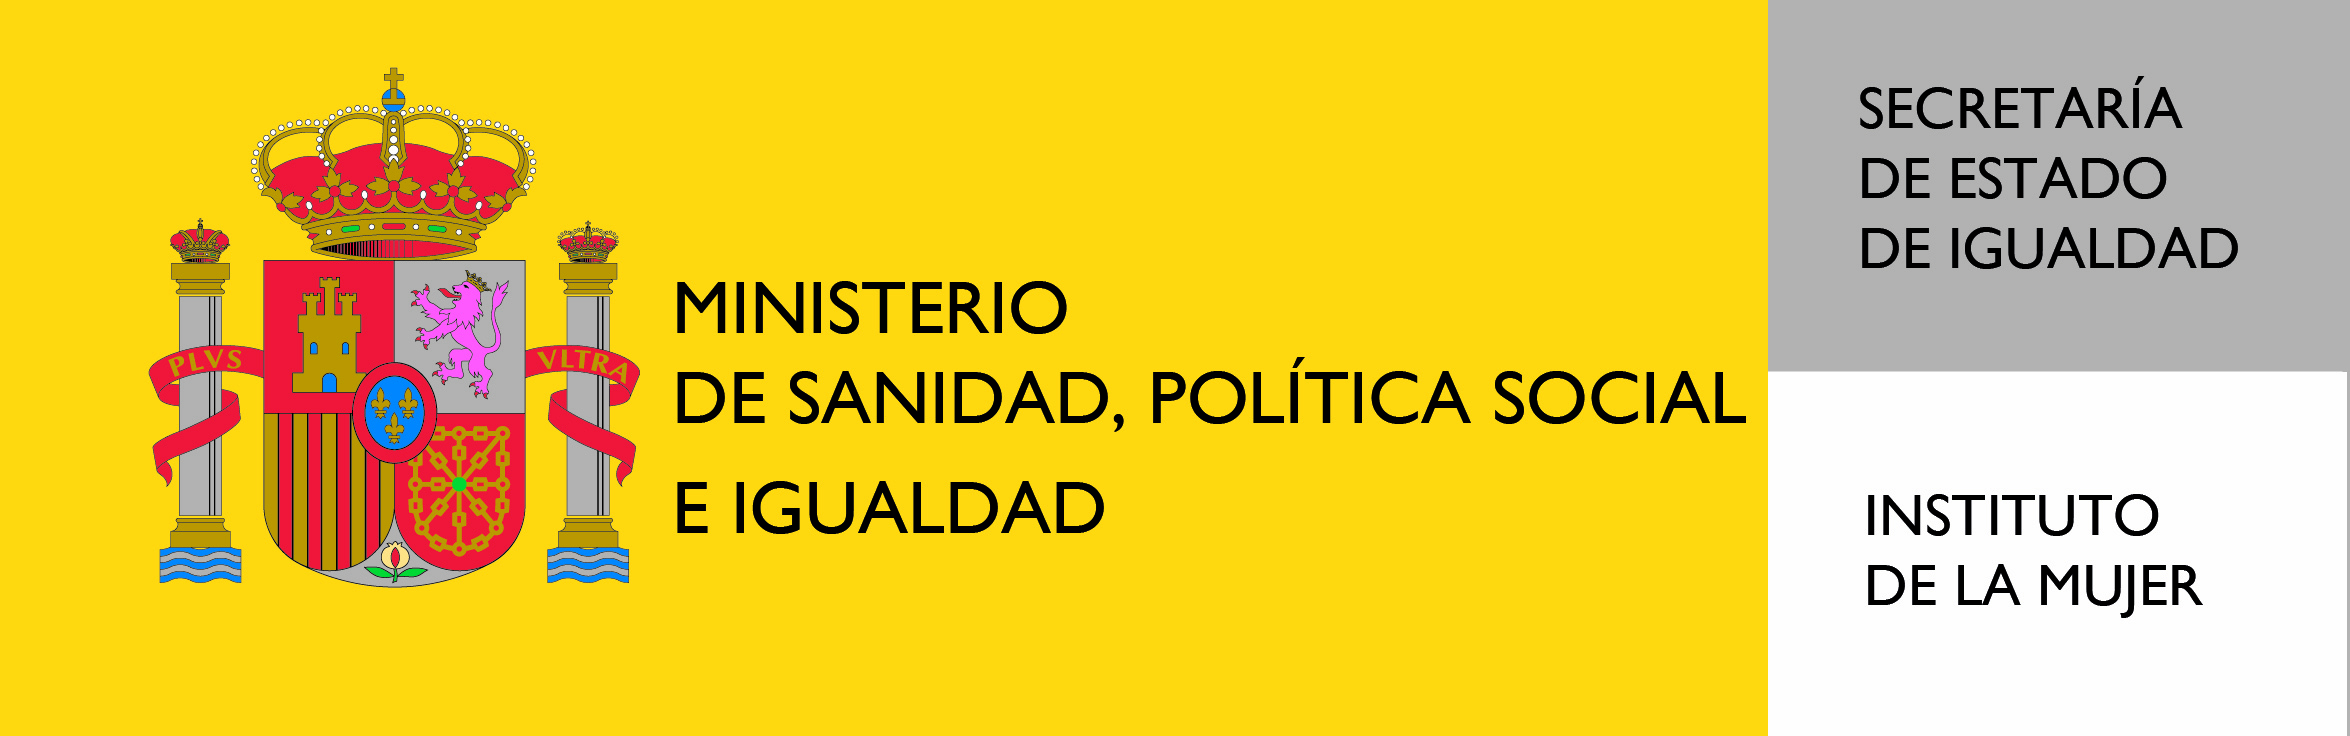 PLVS VLTRA
MINISTERIO
DE SANIDAD, POLÍTICA SOCIAL
E IGUALDAD
SECRETARÍA
DE ESTADO
DE IGUALDAD
INSTITUTO
DE LA MUJER